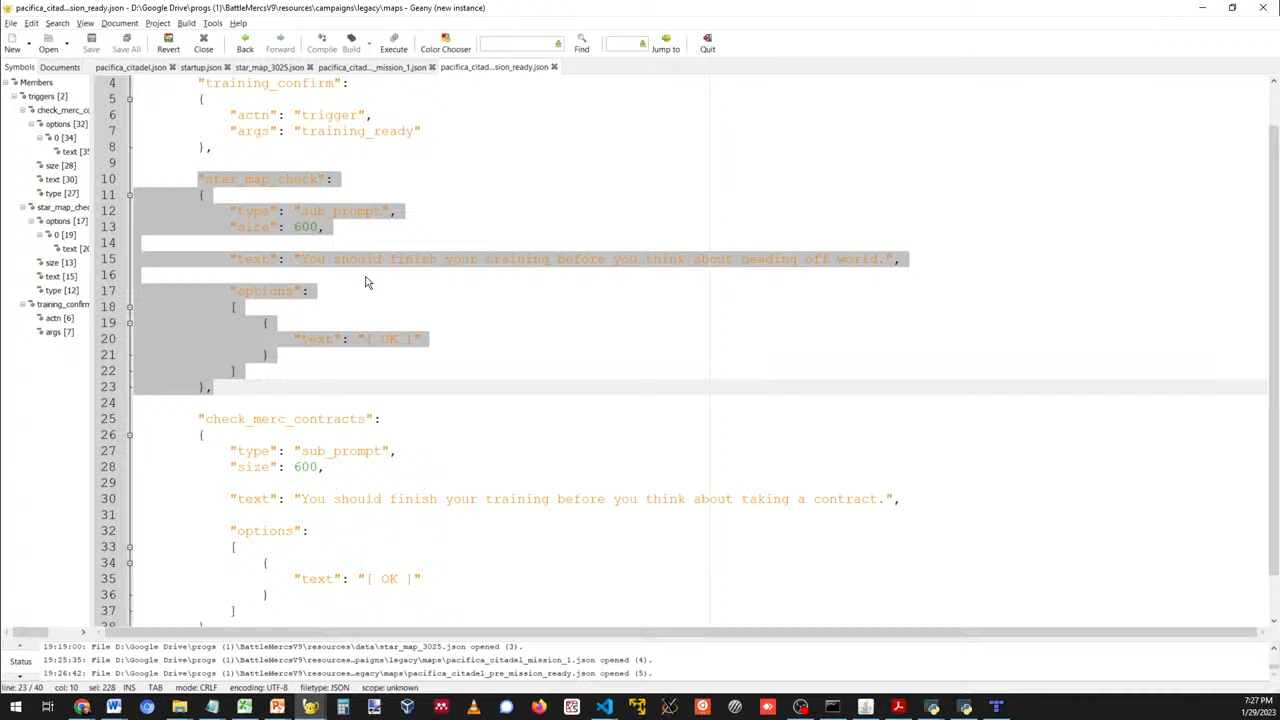 pacifica_citad...sion_ready.json - D:\Google Drive\progs (1)\BattleMercsV9\resources\campaigns\legacy\maps - Geany (new instance)
File Edit Search View Document Project Build Tools Help
New Open Save Save All Revert Close Back Forward Compile Build Execute Color Chooser Find Jump to Quit
Symbols Documents pacifica_citadel.json startup.json star_map_3025.json pacifica_citad..._mission_1.json pacifica_citad...sion_ready.json
Members
triggers [2]
check_merc_co
options [32]
0 [34]
text [35
size [28]
text [30]
type [27]
star_map_chec
options [17]
0 [19]
text [20
size [13]
text [15]
type [12]
training_confirm
actn [6]
args [7]
4 "training_confirm":
5 {
6 "actn": "trigger",
7 "args": "training_ready"
8 },
9
10 "star_map_check":
11 {
12 "type": "sub_prompt",
13 "size": 600,
14
15 "text": "You should finish your training before you think about heading off world.",
16
17 "options":
18 [
19 {
20 "text": "[ OK ]"
21 }
22 ]
23 },
24
25 "check_merc_contracts":
26 {
27 "type": "sub_prompt",
28 "size": 600,
29
30 "text": "You should finish your training before you think about taking a contract.",
31
32 "options":
33 [
34 {
35 "text": "[ OK ]"
36 }
37 ]
38 }
Status
19:19:00: File D:\Google Drive\progs (1)\BattleMercsV9\resources\data\star_map_3025.json opened (3).
19:25:35: File D:\Google Drive\progs (1)\BattleMercsV9\resources...paigns\legacy\maps\pacifica_citadel_mission_1.json opened (4).
19:26:42: File D:\Google Drive\progs (1)\BattleMercsV9\resources...egacy\maps\pacifica_citadel_pre_mission_ready.json opened (5).
line: 23 / 40 col: 10 sel: 228 INS TAB mode: CRLF encoding: UTF-8 filetype: JSON scope: unknown
7:27 PM
1/29/2023